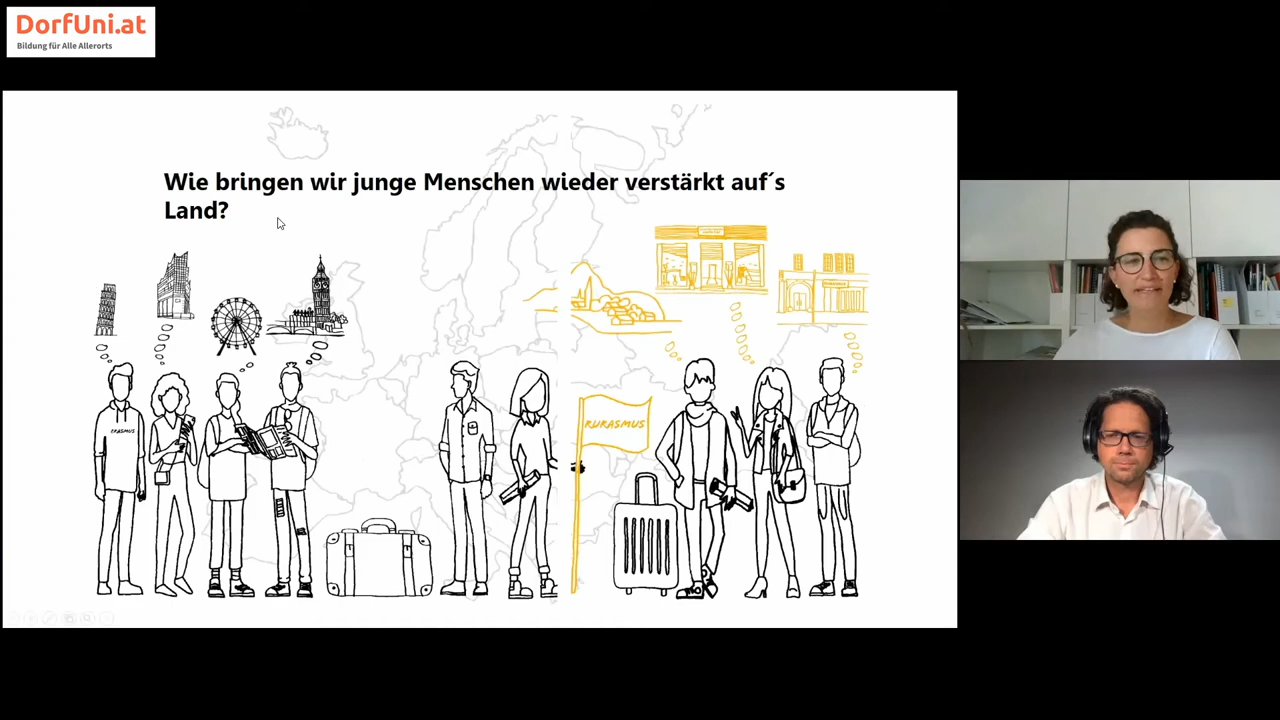 DorfUni.at
Bildung für Alle Allerorts
Wie bringen wir junge Menschen wieder verstärkt auf´s
Land?
ERASMUS
RURASMUS